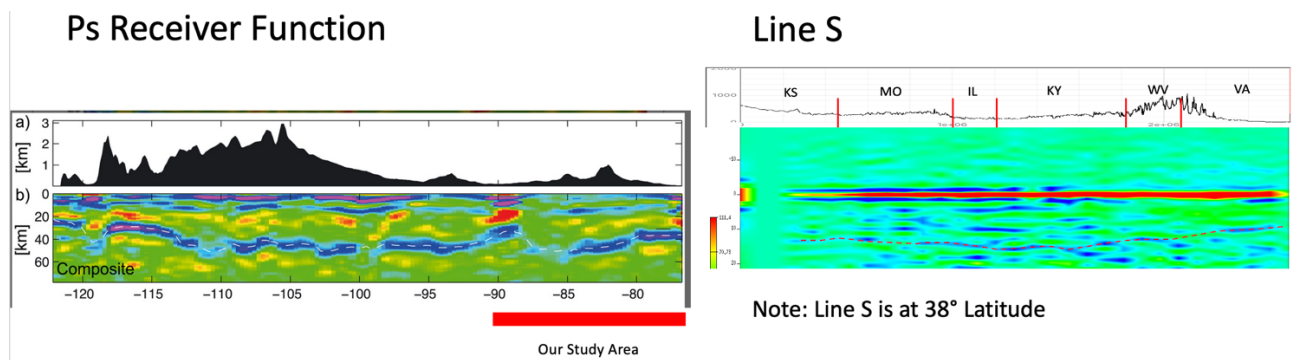 Ps Receiver Function
a)
3
2
1
[km]
b)
0
20
40
60
[km]
Composite
−120 −115 −110 −105 −100 −95 −90 −85 −80
Our Study Area
Line S
1000
0
KS MO IL KY WV VA
Note: Line S is at 38° Latitude